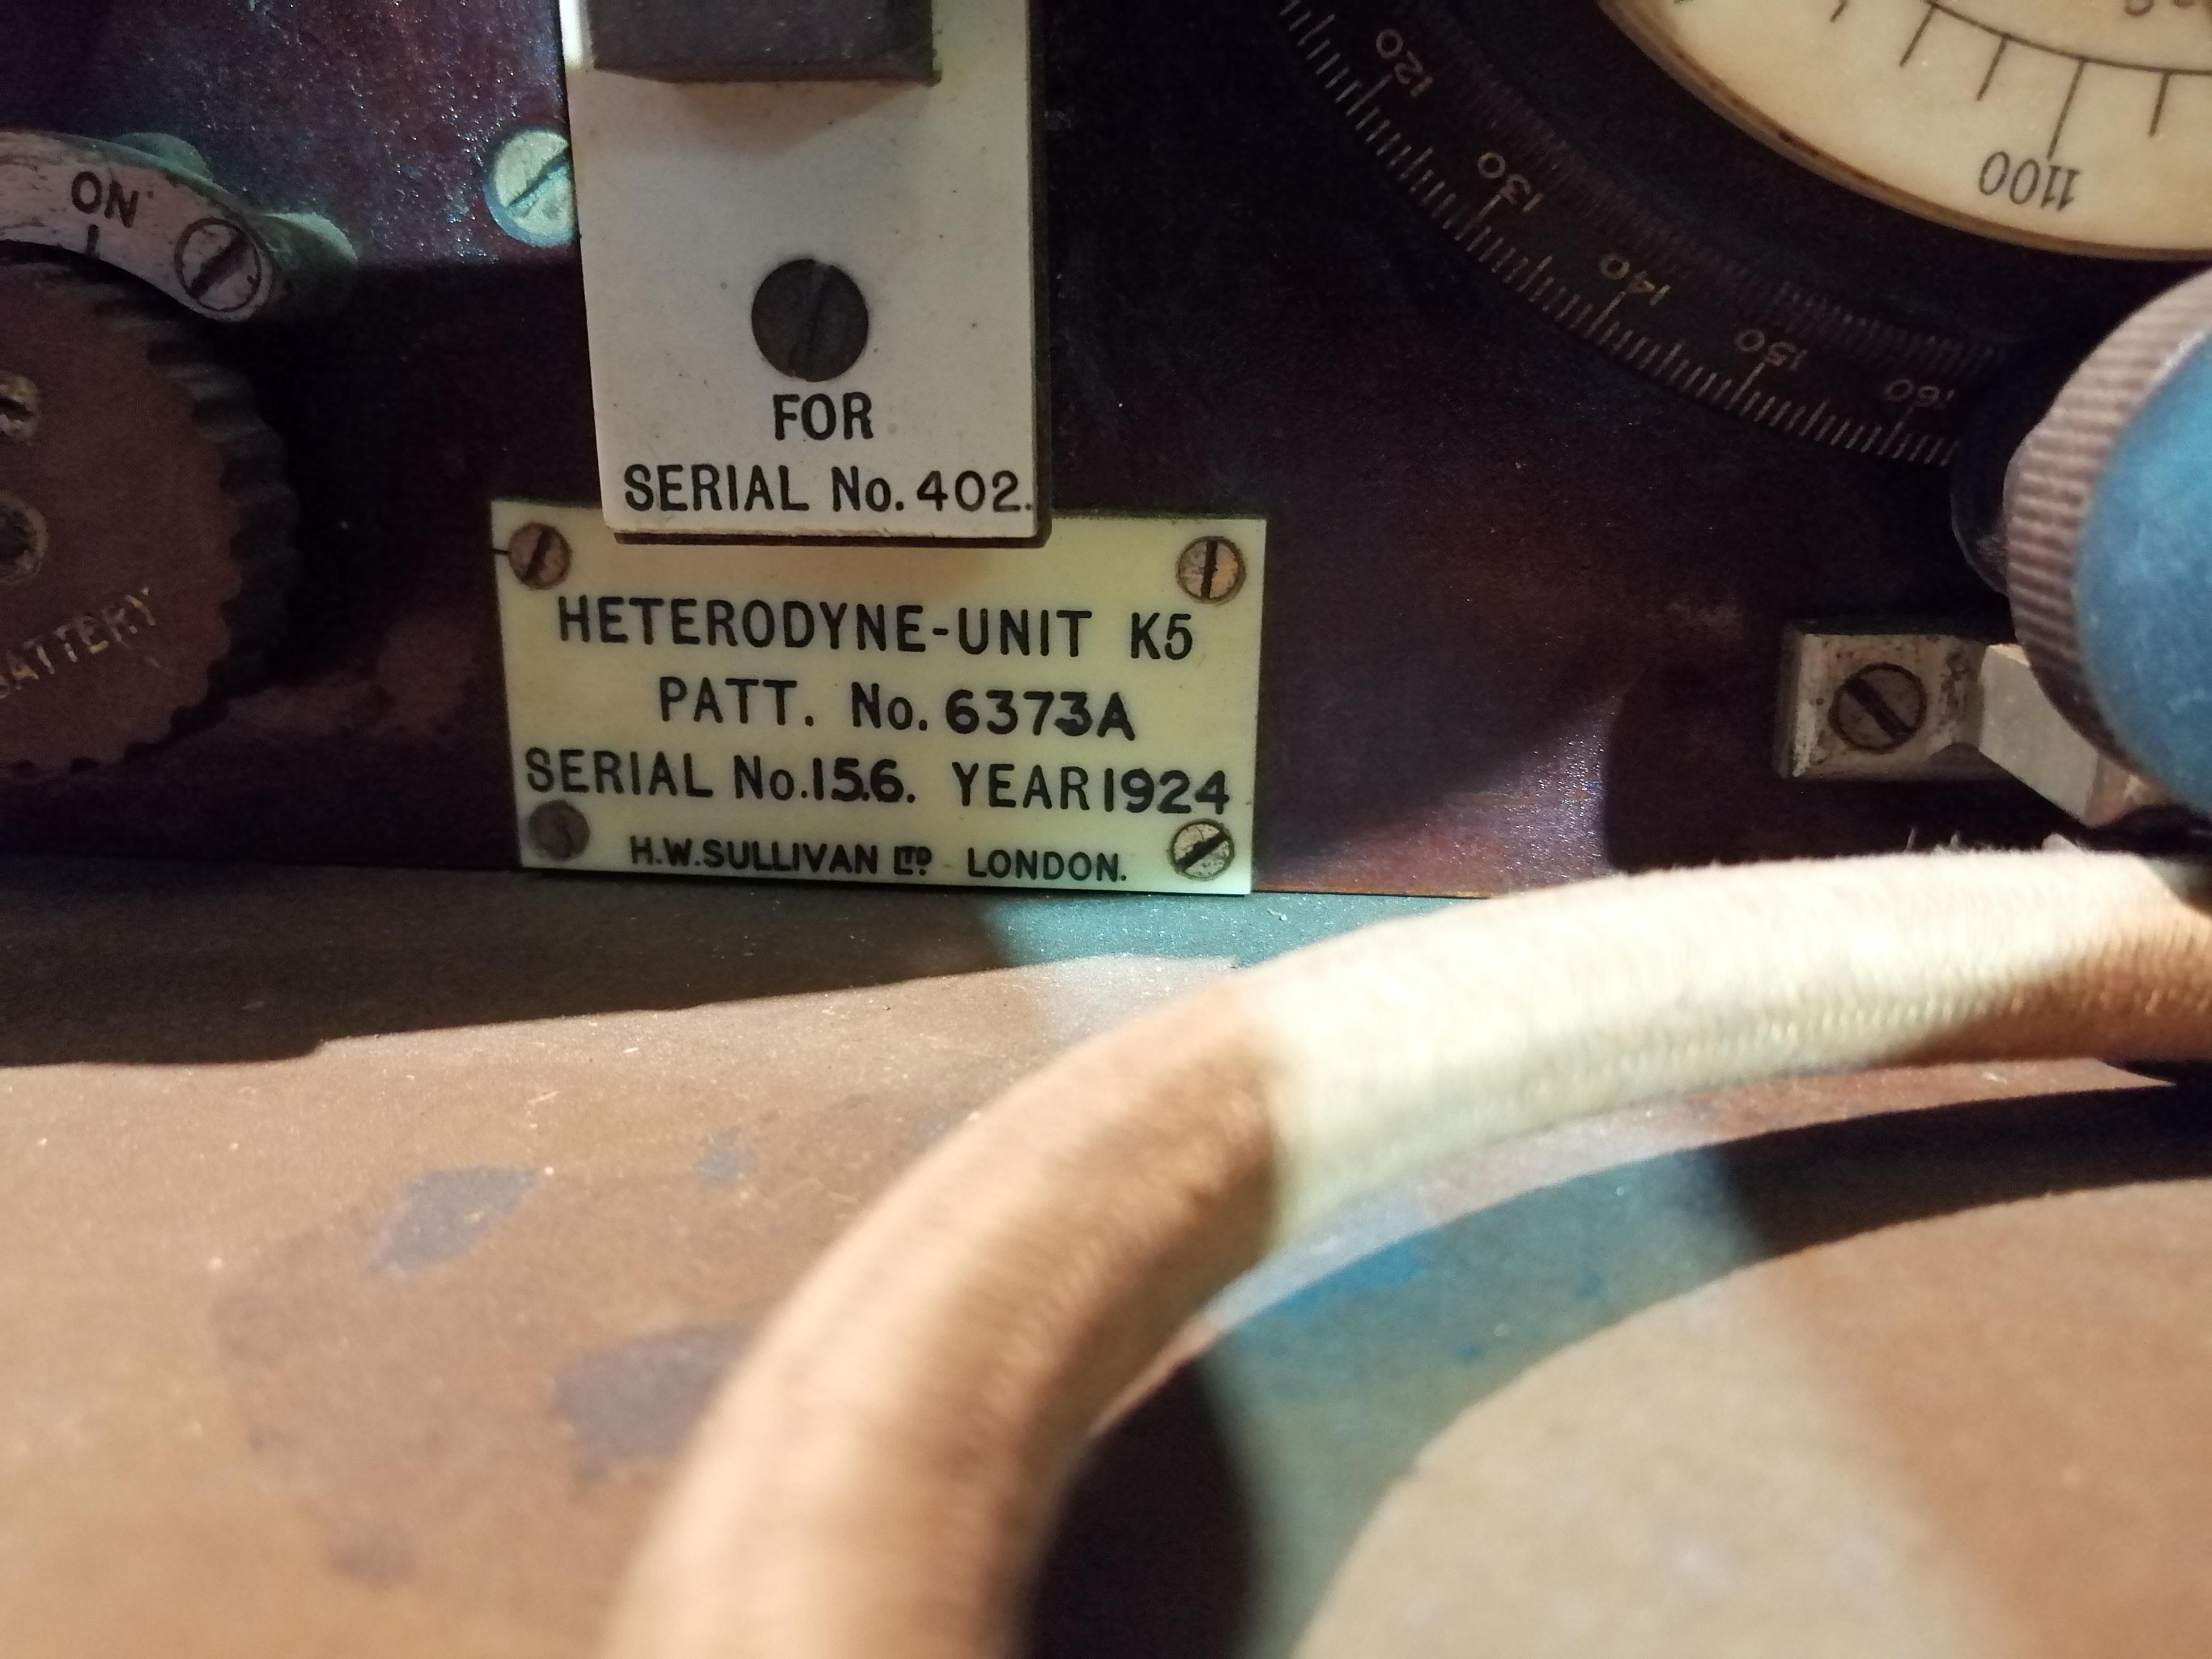 ON
120
130
140
150
160
1100
BATTERY
FOR
SERIAL No. 402.
HETERODYNE-UNIT K5
PATT. No. 6373A
SERIAL No. 156. YEAR 1924
H.W. SULLIVAN LTD. LONDON.